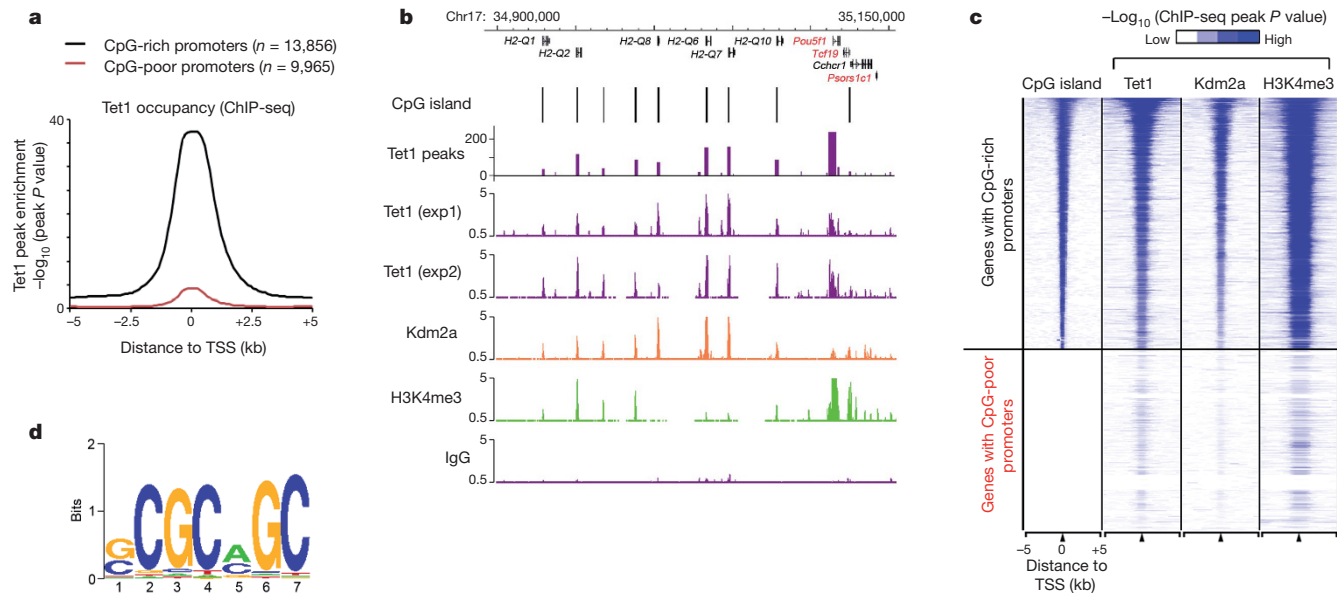 a
CpG-rich promoters (n = 13,856)
CpG-poor promoters (n = 9,965)
Tet1 occupancy (ChIP-seq)
Tet1 peak enrichment
–log10 (peak P value)
40
0
–5
–2.5
0
+2.5
+5
Distance to TSS (kb)
b
Chr17:
34,900,000
35,150,000
H2-Q1
H2-Q2
H2-Q8
H2-Q6
H2-Q7
H2-Q10
Pou5f1
Tcf19
Cchcr1
Psors1c1
CpG island
Tet1 peaks
200
0
Tet1 (exp1)
5
0.5
Tet1 (exp2)
5
0.5
Kdm2a
5
0.5
H3K4me3
5
0.5
IgG
5
0.5
c
–Log10 (ChIP-seq peak P value)
Low
High
CpG island
Tet1
Kdm2a
H3K4me3
Genes with CpG-rich
promoters
Genes with CpG-poor
promoters
–5
0
+5
Distance to
TSS (kb)
d
Bits
2
1
0
G C G C A G C
C C
1 2 3 4 5 6 7